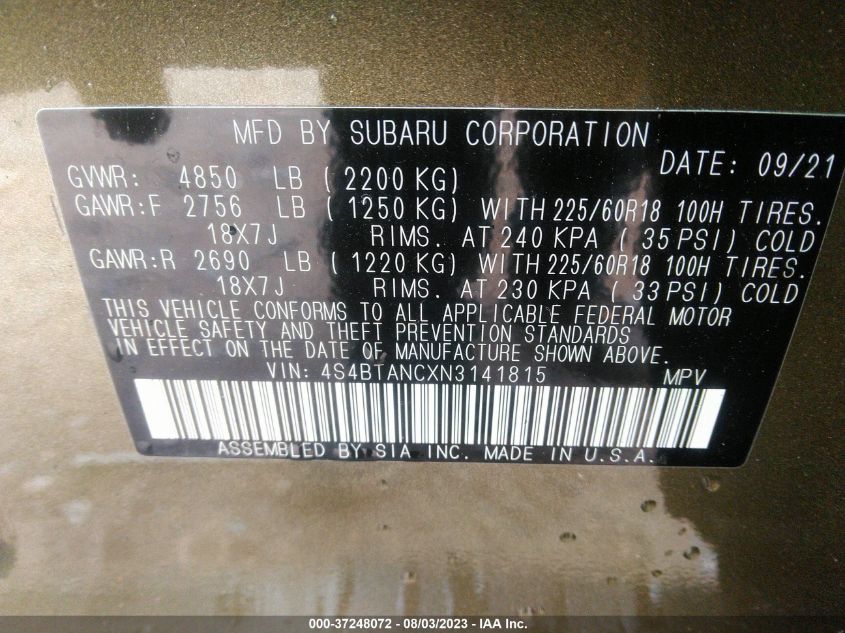 MFD BY SUBARU CORPORATION
DATE: 09/21
GVWR: 4850 LB ( 2200 KG)
GAWR:F 2756 LB ( 1250 KG) WITH 225/60R18 100H TIRES.
18X7J RIMS. AT 240 KPA ( 35 PSI) COLD
GAWR:R 2690 LB ( 1220 KG) WITH 225/60R18 100H TIRES.
18X7J RIMS. AT 230 KPA ( 33 PSI) COLD
THIS VEHICLE CONFORMS TO ALL APPLICABLE FEDERAL MOTOR
VEHICLE SAFETY AND THEFT PREVENTION STANDARDS
IN EFFECT ON THE DATE OF MANUFACTURE SHOWN ABOVE.
VIN: 4S4BTANCXN3141815 MPV
ASSEMBLED BY SIA INC. MADE IN U.S.A.
000-37248072 - 08/03/2023 - IAA Inc.